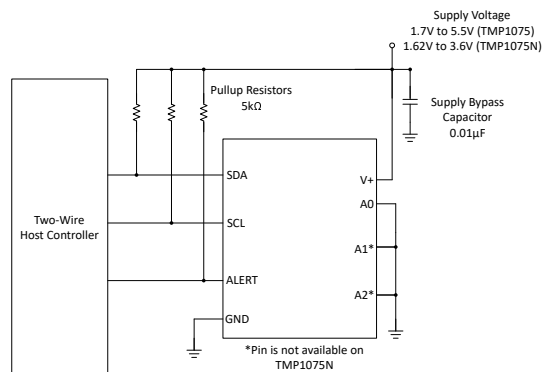 Supply Voltage
1.7V to 5.5V (TMP1075)
1.62V to 3.6V (TMP1075N)
Pullup Resistors
5kΩ
Supply Bypass
Capacitor
0.01µF
Two-Wire
Host Controller
SDA
SCL
ALERT
GND
V+
A0
A1*
A2*
*Pin is not available on
TMP1075N